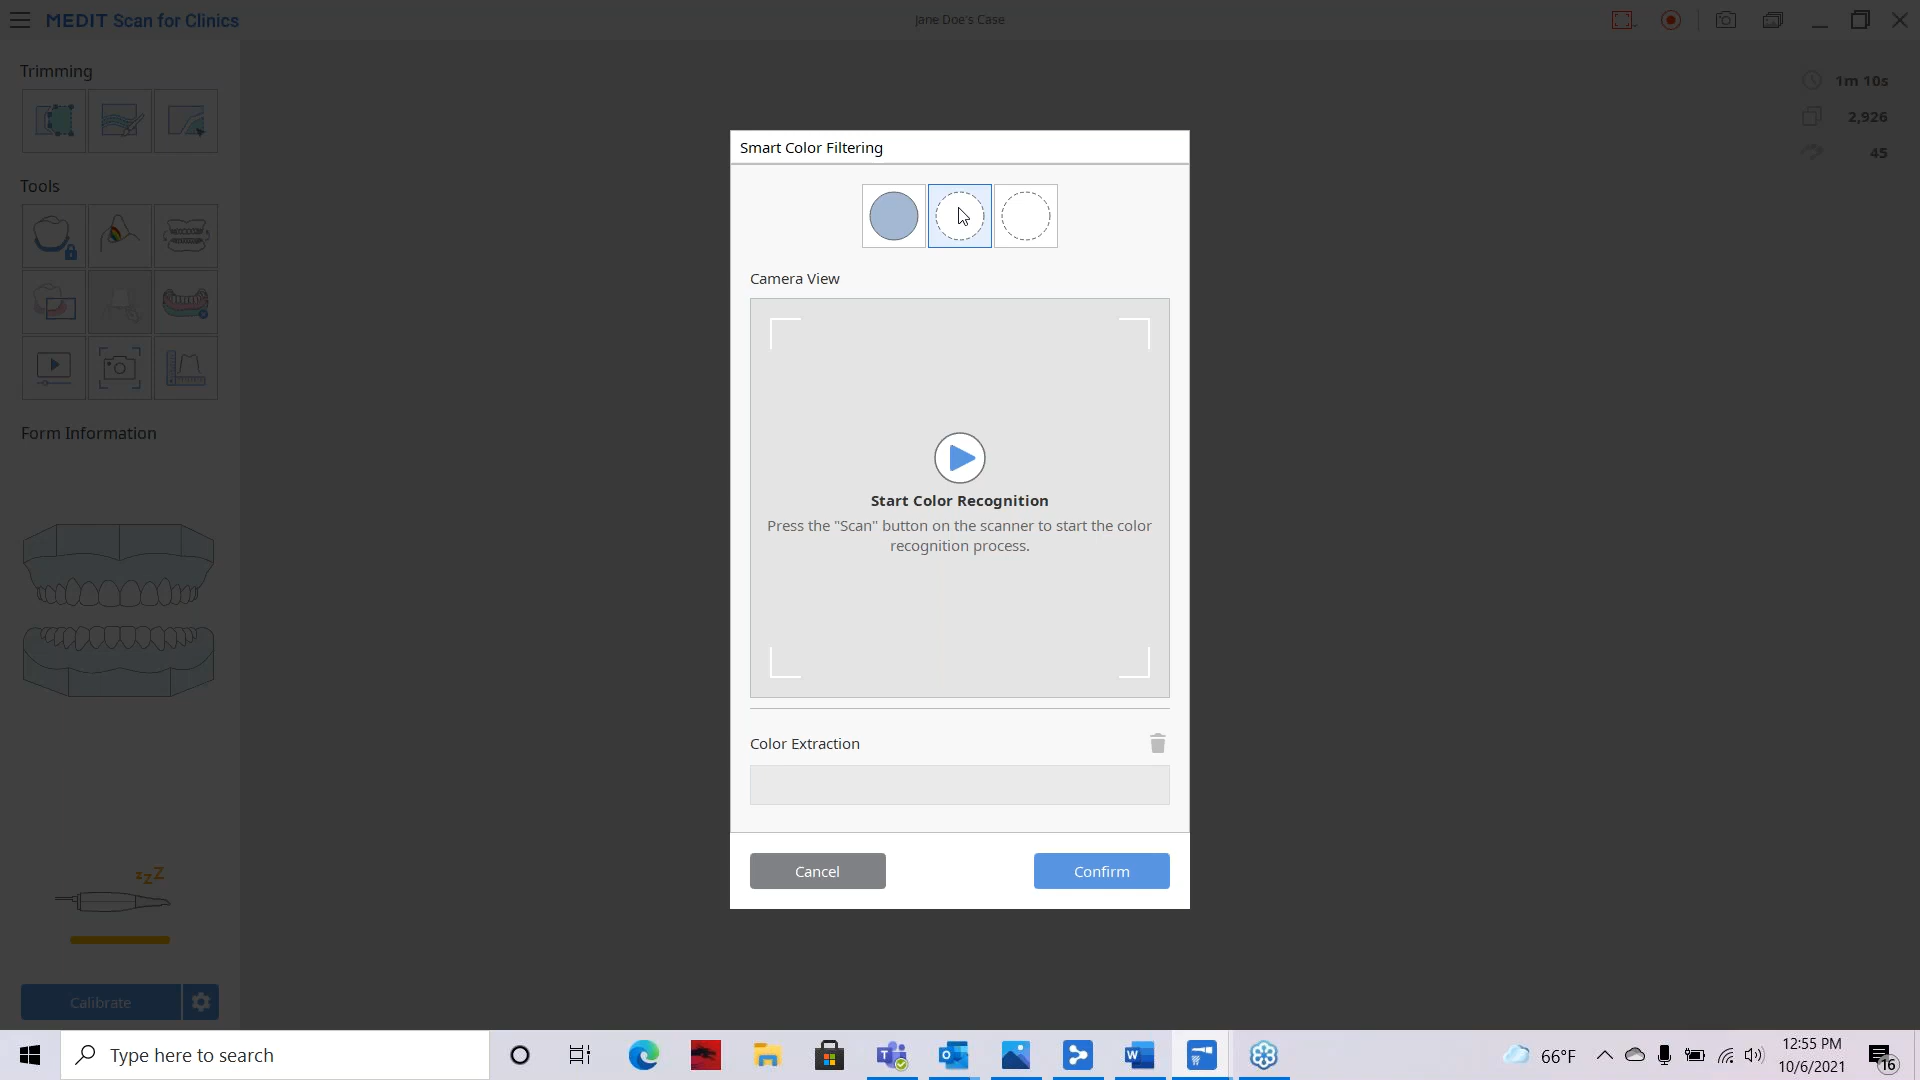 MEDIT Scan for Clinics
Jane Doe's Case
Trimming
1m 10s
2,926
45
Tools
Form Information
zzZ
Calibrate
Smart Color Filtering
Camera View
Start Color Recognition
Press the "Scan" button on the scanner to start the color
recognition process.
Color Extraction
Cancel
Confirm
Type here to search
66°F
12:55 PM
10/6/2021
16